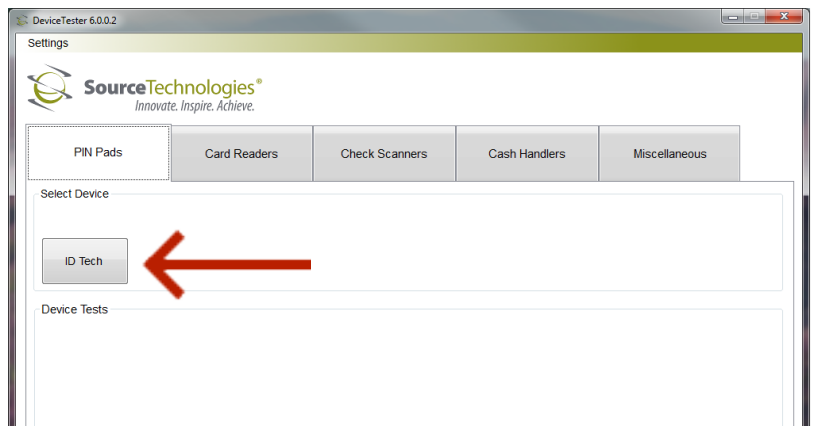 DeviceTester 6.0.0.2
Settings
SourceTechnologies®
Innovate. Inspire. Achieve.
PIN Pads Card Readers Check Scanners Cash Handlers Miscellaneous
Select Device
ID Tech
Device Tests